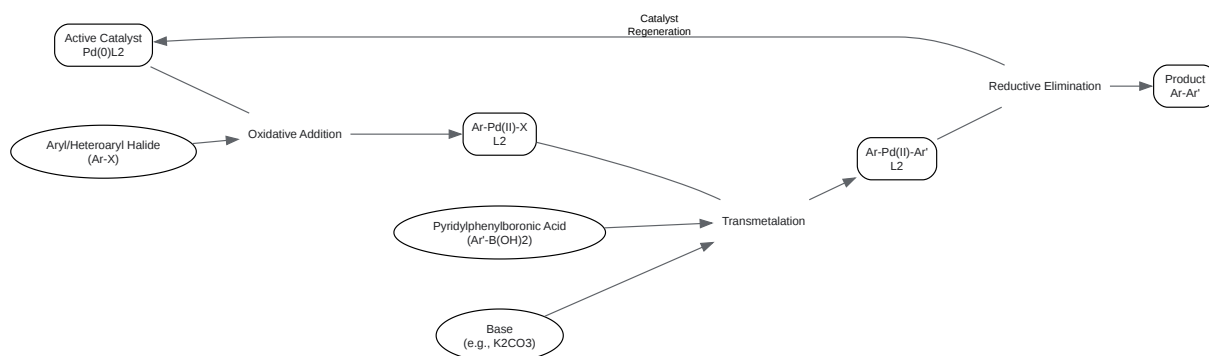 Catalyst
Regeneration
Active Catalyst
Pd(0)L2
Reductive Elimination
Product
Ar-Ar'
Oxidative Addition
Ar-Pd(II)-X
L2
Aryl/Heteroaryl Halide
(Ar-X)
Ar-Pd(II)-Ar'
L2
Pyridylphenylboronic Acid
(Ar'-B(OH)2)
Transmetalation
Base
(e.g., K2CO3)